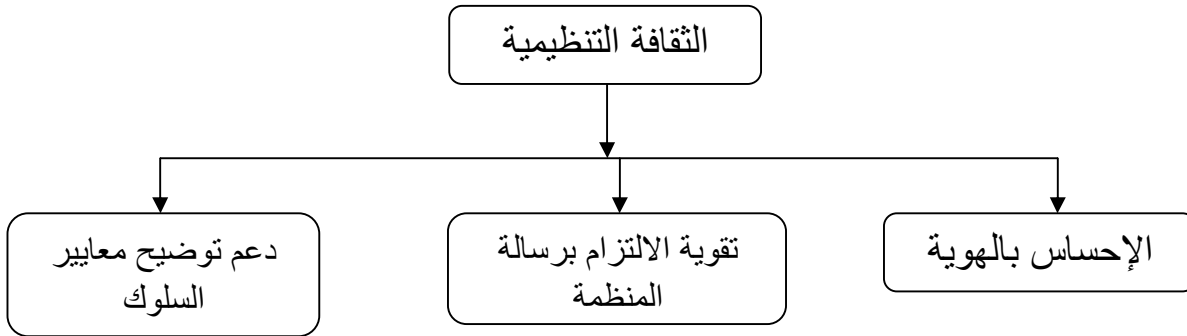 الثقافة التنظيمية
الإحساس بالهوية
تقوية الالتزام برسالة
المنظمة
دعم توضيح معايير
السلوك